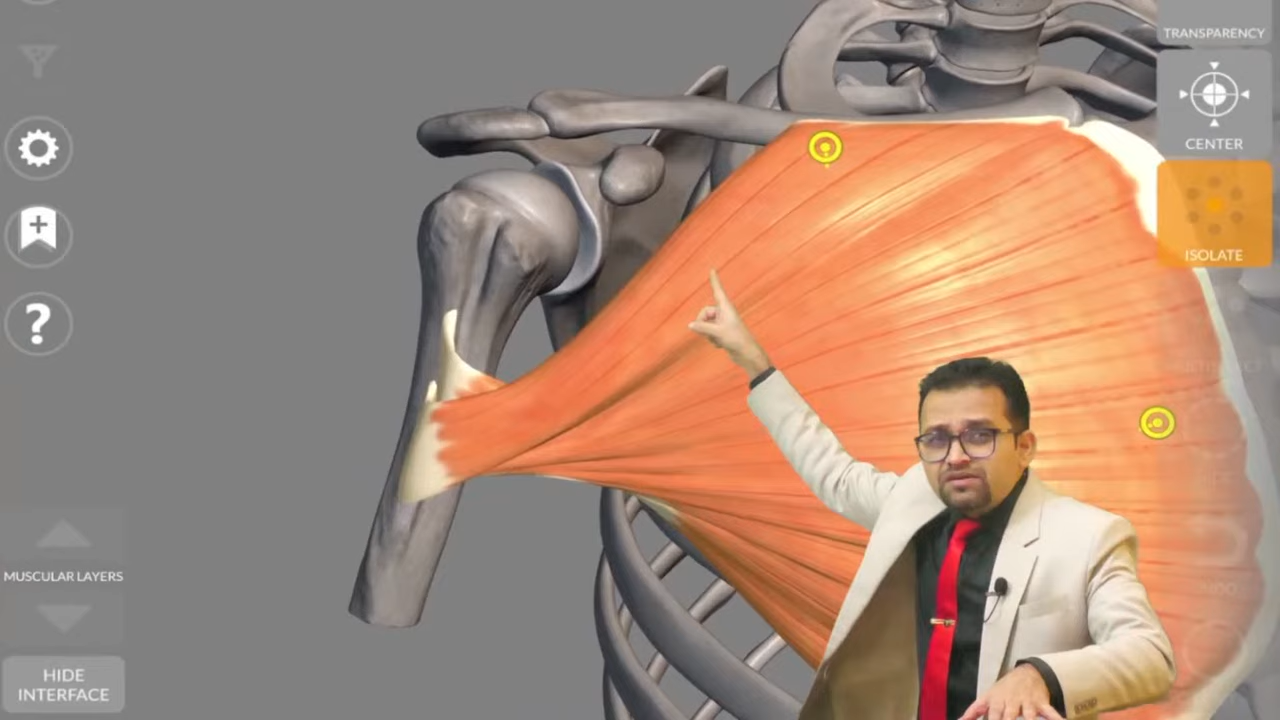 TRANSPARENCY
CENTER
ISOLATE
?
MUSCULAR LAYERS
HIDE
INTERFACE